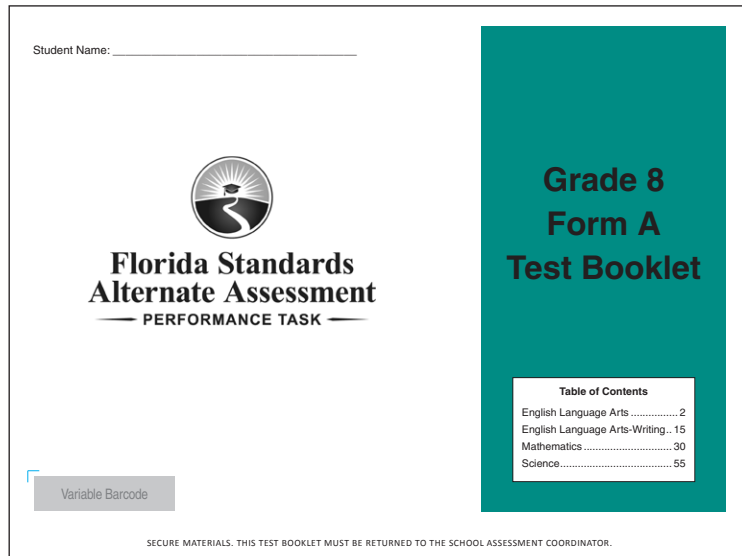 Student Name: ______________________________________
Florida Standards
Alternate Assessment
PERFORMANCE TASK
Grade 8
Form A
Test Booklet
Table of Contents
English Language Arts ................ 2
English Language Arts-Writing.. 15
Mathematics .............................. 30
Science...................................... 55
Variable Barcode
SECURE MATERIALS. THIS TEST BOOKLET MUST BE RETURNED TO THE SCHOOL ASSESSMENT COORDINATOR.